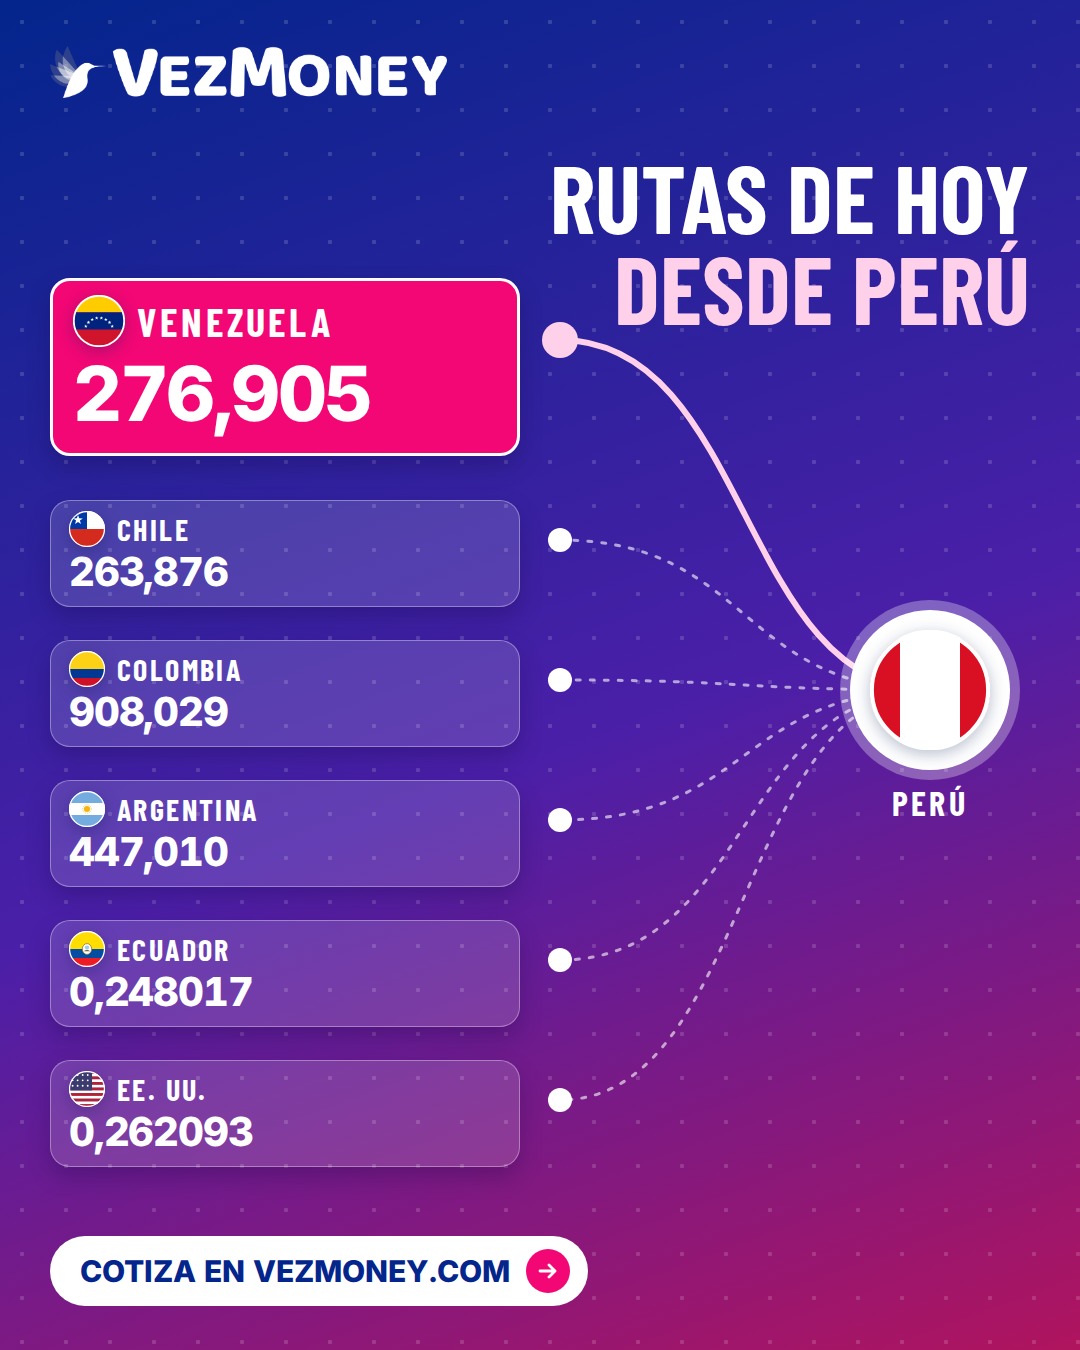 VEZMONEY
RUTAS DE HOY
DESDE PERÚ
VENEZUELA
276,905
CHILE
263,876
COLOMBIA
908,029
ARGENTINA
447,010
ECUADOR
0,248017
EE. UU.
0,262093
PERÚ
COTIZA EN VEZMONEY.COM